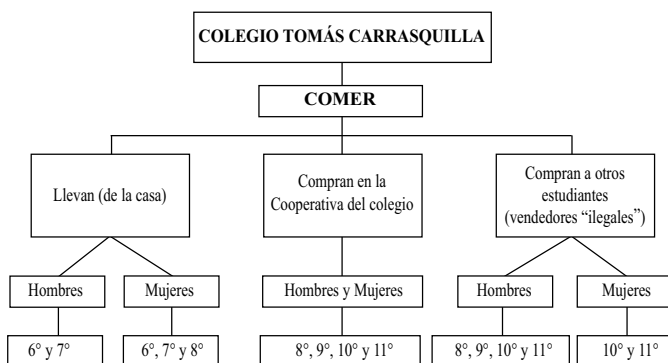 COLEGIO TOMÁS CARRASQUILLA
COMER
Llevan (de la casa)
Compran en la
Cooperativa del colegio
Compran a otros
estudiantes
(vendedores “ilegales”)
Hombres
Mujeres
Hombres y Mujeres
Hombres
Mujeres
6° y 7°
6°, 7° y 8°
8°, 9°, 10° y 11°
8°, 9°, 10° y 11°
10° y 11°